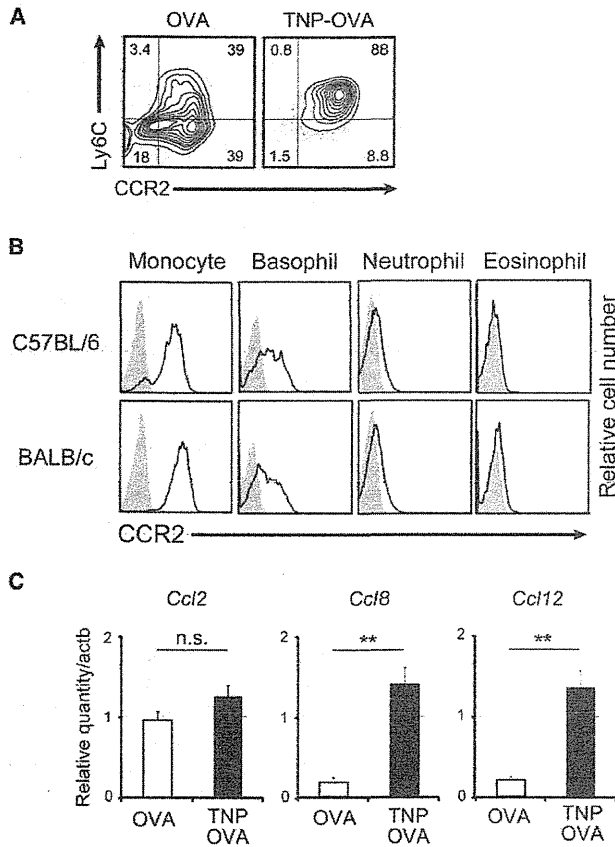 A
OVA TNP-OVA
3.4 39 0.8 88
Ly6C
18 39 1.5 8.8
CCR2
B
Monocyte Basophil Neutrophil Eosinophil
C57BL/6
BALB/c
Relative cell number
CCR2
C
Ccl2 Ccl8 Ccl12
n.s. ** **
Relative quantity/actb
2 2 2
1 1 1
0 0 0
OVA TNP OVA TNP OVA TNP
OVA OVA OVA